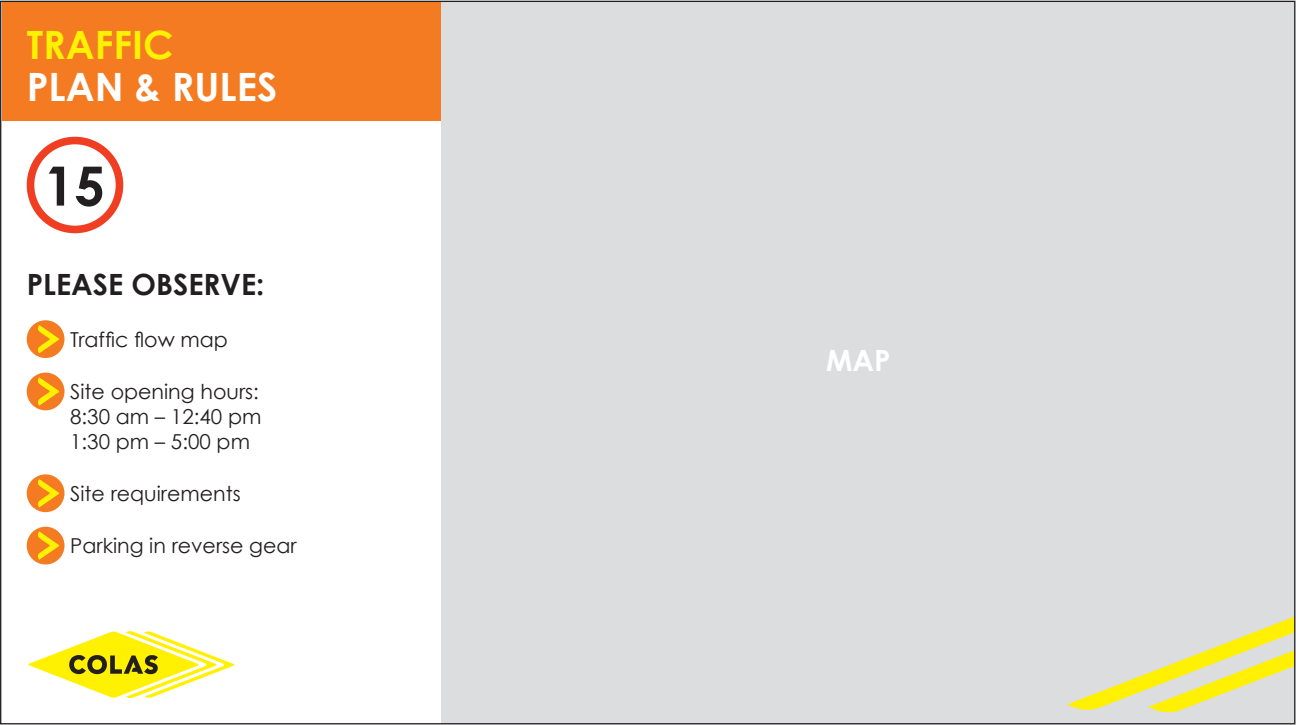 TRAFFIC
PLAN & RULES
15
PLEASE OBSERVE:
Traffic flow map
Site opening hours:
8:30 am – 12:40 pm
1:30 pm – 5:00 pm
Site requirements
Parking in reverse gear
COLAS
MAP